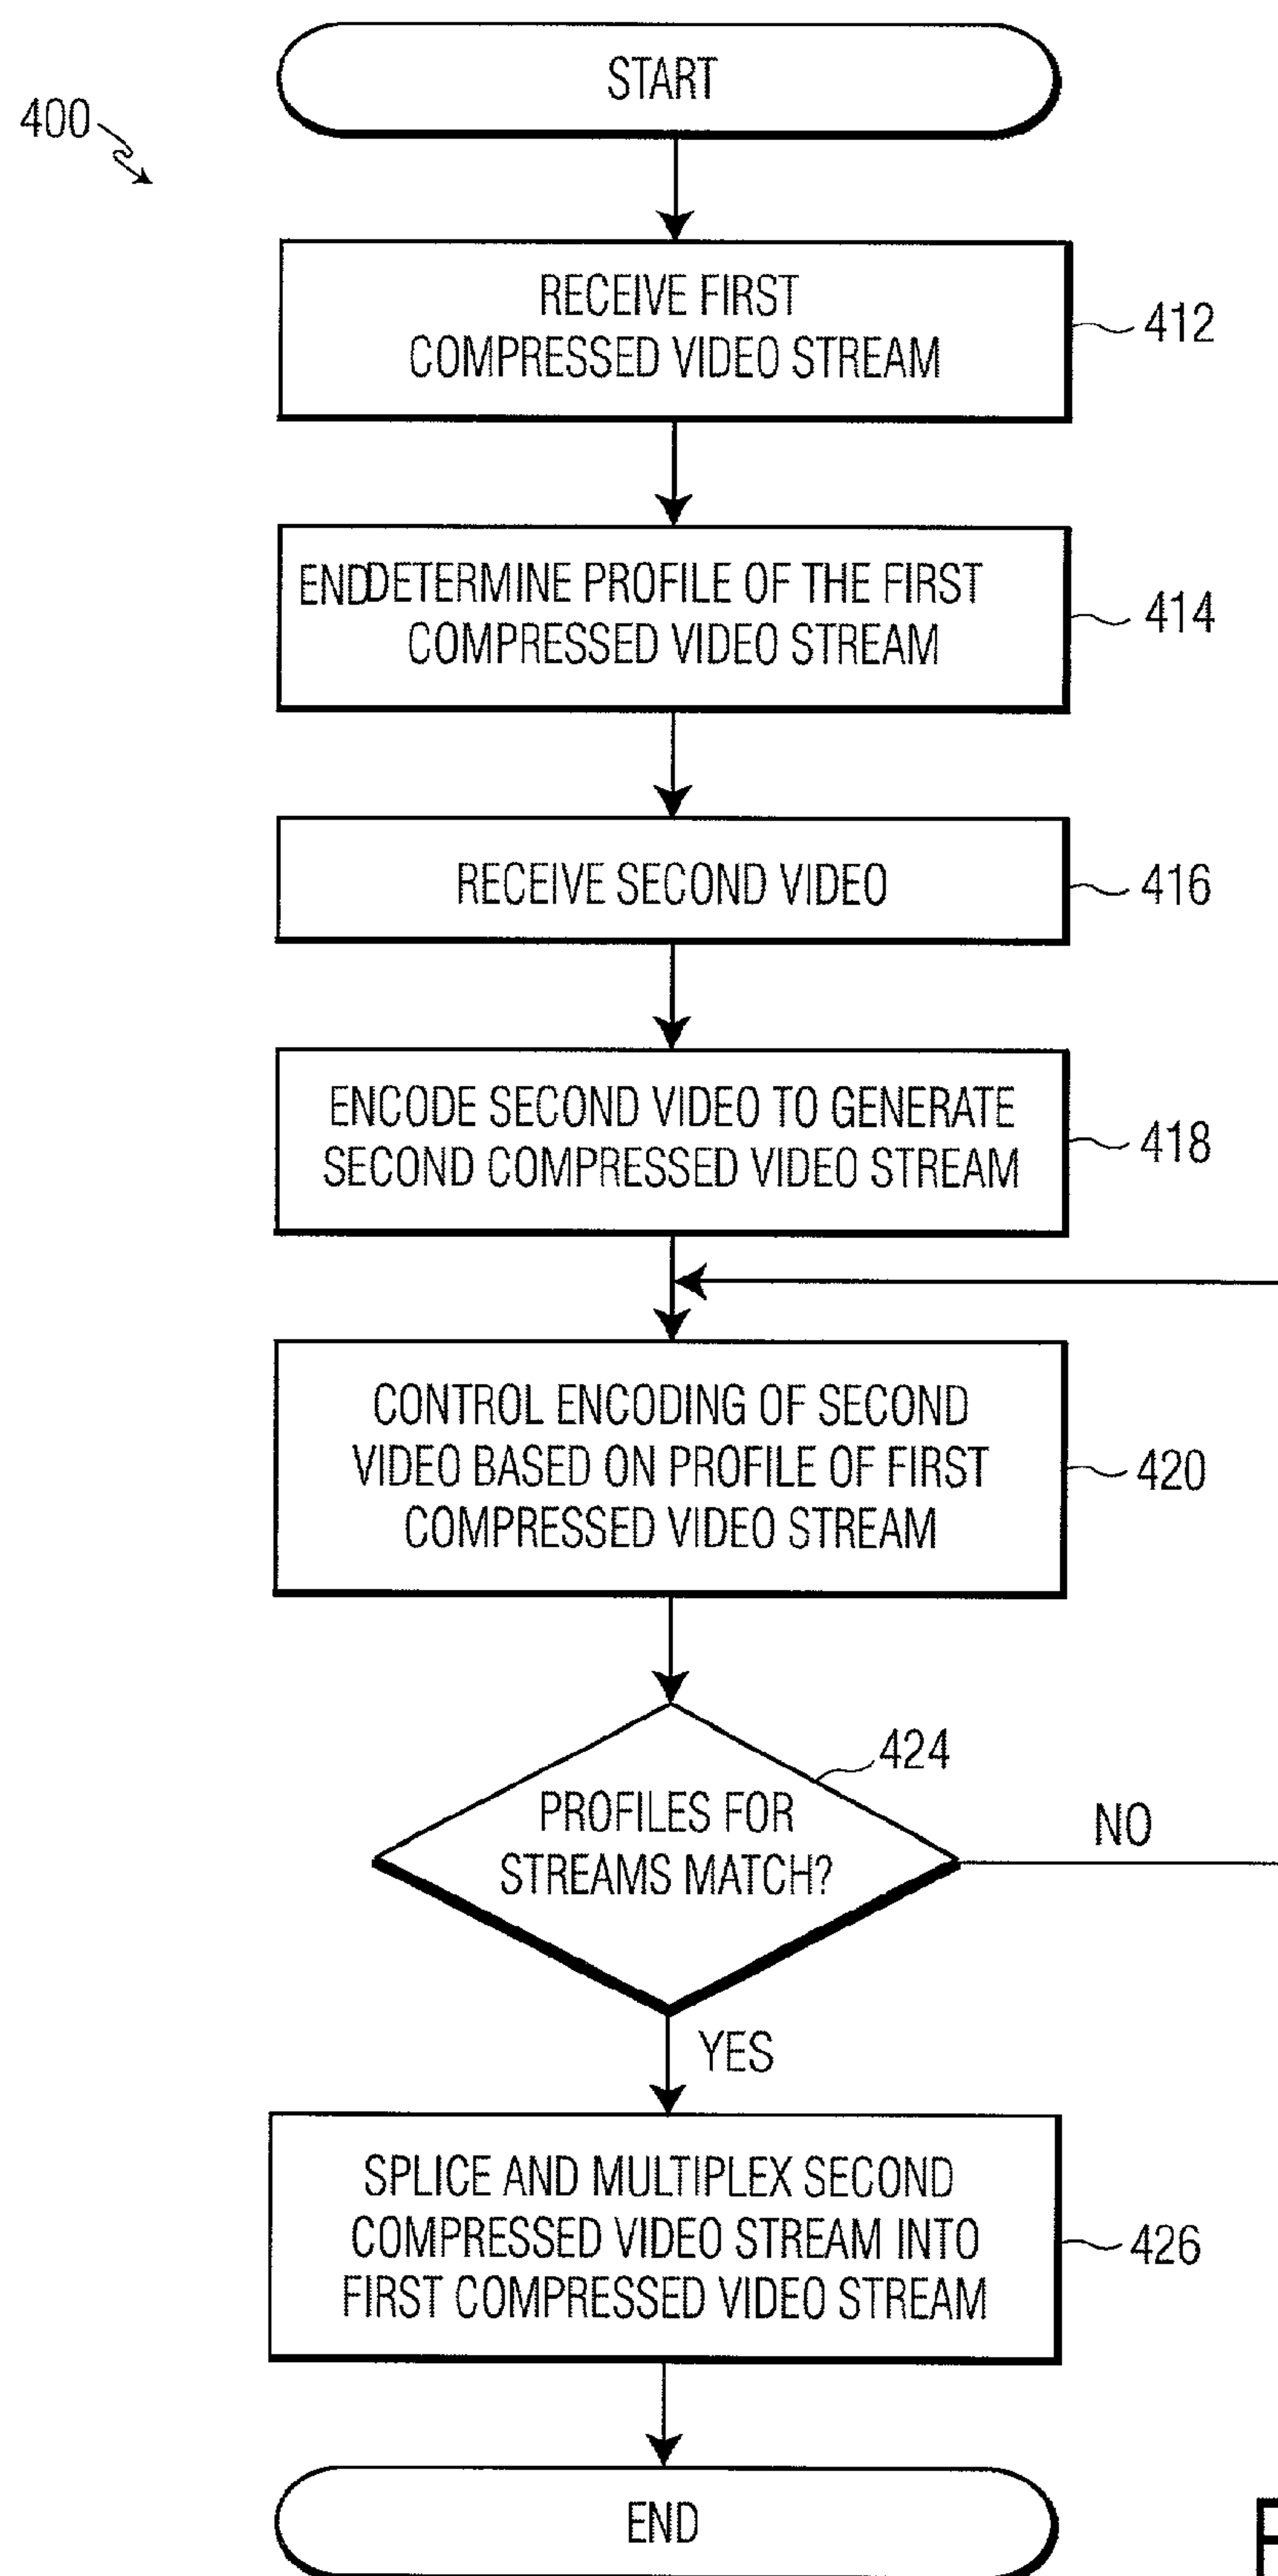 START
400
RECEIVE FIRST
COMPRESSED VIDEO STREAM
412
ENDDETERMINE PROFILE OF THE FIRST
COMPRESSED VIDEO STREAM
414
RECEIVE SECOND VIDEO
416
ENCODE SECOND VIDEO TO GENERATE
SECOND COMPRESSED VIDEO STREAM
418
CONTROL ENCODING OF SECOND
VIDEO BASED ON PROFILE OF FIRST
COMPRESSED VIDEO STREAM
420
424
PROFILES FOR
STREAMS MATCH?
NO
YES
SPLICE AND MULTIPLEX SECOND
COMPRESSED VIDEO STREAM INTO
FIRST COMPRESSED VIDEO STREAM
426
END